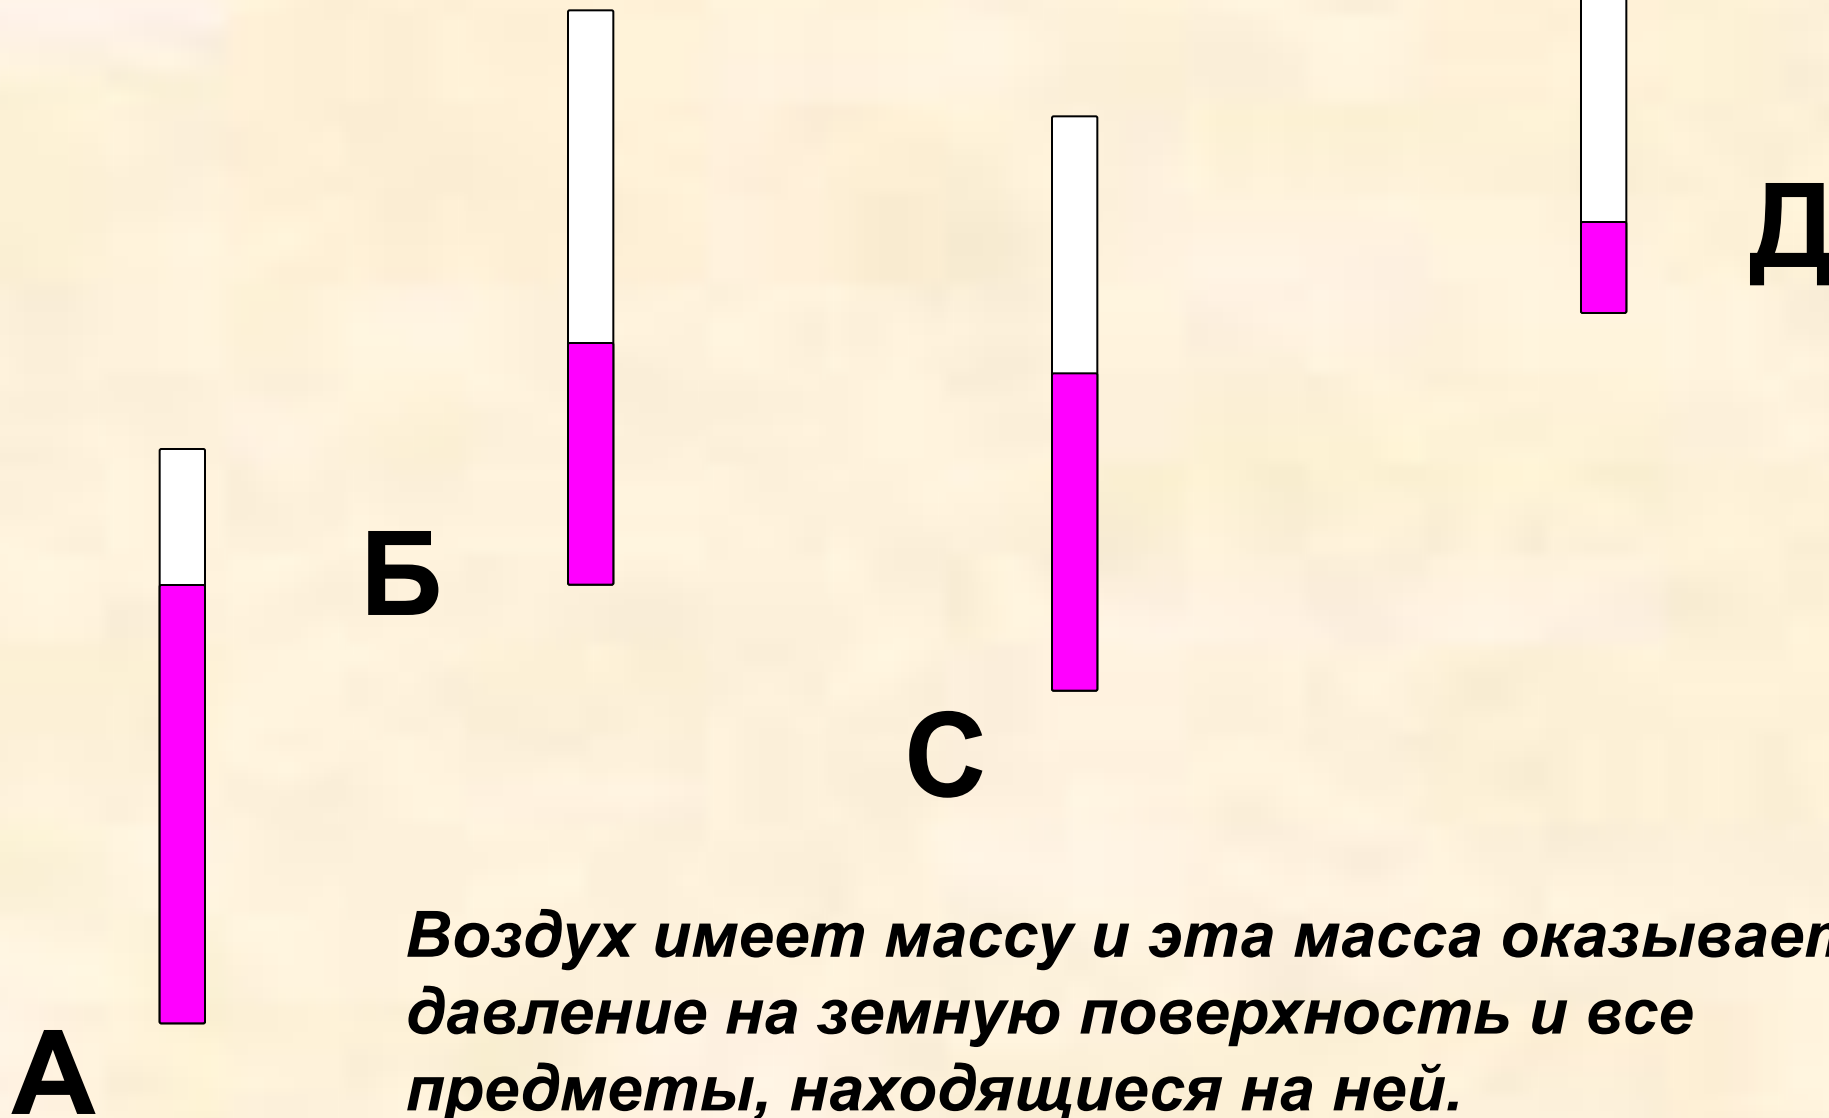 Д
Б
С
Воздух имеет массу и эта масса оказывает
давление на земную поверхность и все
предметы, находящиеся на ней.
А